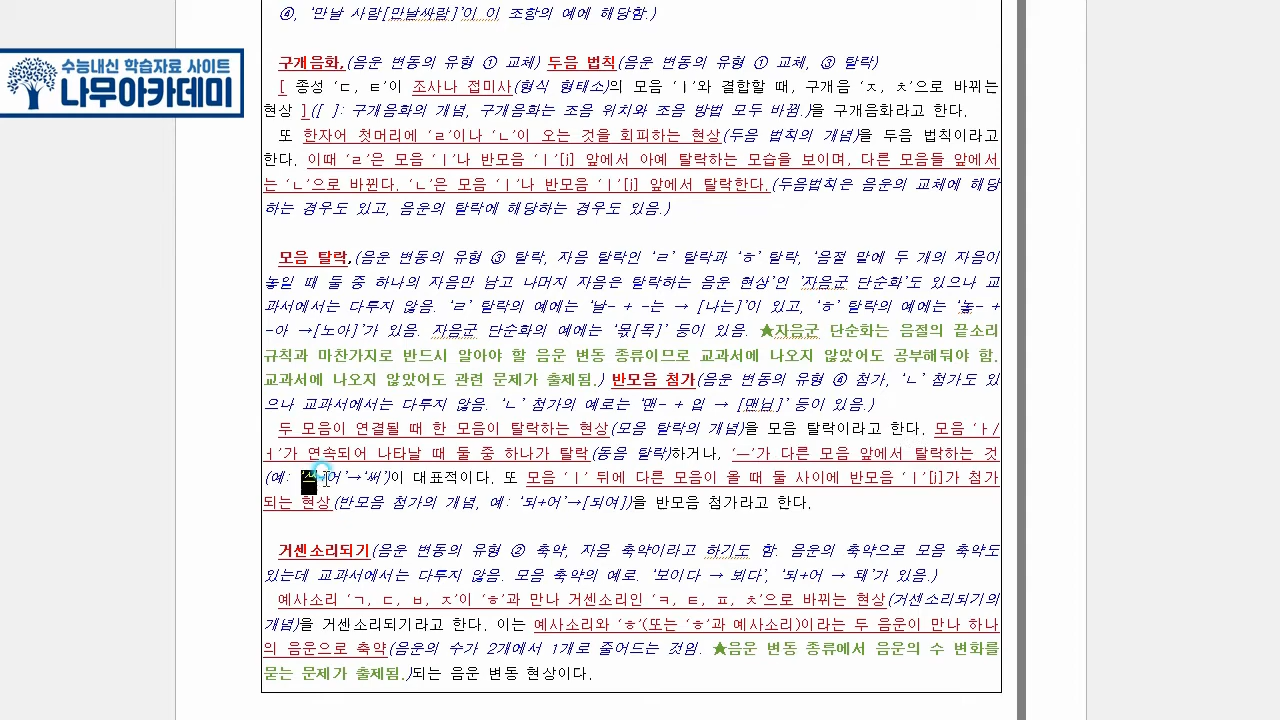 ④, '만날 사람[만날싸람]'이 이 조항의 예에 해당함.)
수능내신 학습자료 사이트
나무아카데미
구개음화,(음운 변동의 유형 ① 교체) 두음 법칙(음운 변동의 유형 ① 교체, ③ 탈락)
[ 종성 'ㄷ, ㅌ'이 조사나 접미사(형식 형태소)의 모음 'ㅣ'와 결합할 때, 구개음 'ㅈ, ㅊ'으로 바뀌는
현상 ]([ ]: 구개음화의 개념, 구개음화는 조음 위치와 조음 방법 모두 바뀜.)을 구개음화라고 한다.
또 한자어 첫머리에 'ㄹ'이나 'ㄴ'이 오는 것을 회피하는 현상(두음 법칙의 개념)을 두음 법칙이라고
한다. 이때 'ㄹ'은 모음 'ㅣ'나 반모음 'ㅣ'[j] 앞에서 아예 탈락하는 모습을 보이며, 다른 모음들 앞에서
는 'ㄴ'으로 바뀐다. 'ㄴ'은 모음 'ㅣ'나 반모음 'ㅣ'[j] 앞에서 탈락한다.(두음법칙은 음운의 교체에 해당
하는 경우도 있고, 음운의 탈락에 해당하는 경우도 있음.)
모음 탈락,(음운 변동의 유형 ③ 탈락, 자음 탈락인 'ㄹ' 탈락과 'ㅎ' 탈락, '음절 말에 두 개의 자음이
놓일 때 둘 중 하나의 자음만 남고 나머지 자음은 탈락하는 음운 현상'인 '자음군 단순화'도 있으나 교
과서에서는 다루지 않음. 'ㄹ' 탈락의 예에는 '날- + -는 → [나는]'이 있고, 'ㅎ' 탈락의 예에는 '놓- +
-아 →[노아]'가 있음. 자음군 단순화의 예에는 '몫[목]' 등이 있음. ★자음군 단순화는 음절의 끝소리
규칙과 마찬가지로 반드시 알아야 할 음운 변동 종류이므로 교과서에 나오지 않았어도 공부해둬야 함.
교과서에 나오지 않았어도 관련 문제가 출제됨.) 반모음 첨가(음운 변동의 유형 ④ 첨가, 'ㄴ' 첨가도 있
으나 교과서에서는 다루지 않음. 'ㄴ' 첨가의 예로는 '맨- + 입 → [맨닙]' 등이 있음.)
두 모음이 연결될 때 한 모음이 탈락하는 현상(모음 탈락의 개념)을 모음 탈락이라고 한다. 모음 'ㅏ/
ㅓ'가 연속되어 나타날 때 둘 중 하나가 탈락(동음 탈락)하거나, 'ㅡ'가 다른 모음 앞에서 탈락하는 것
(예: 어'→'써')이 대표적이다. 또 모음 'ㅣ' 뒤에 다른 모음이 올 때 둘 사이에 반모음 'ㅣ'[j]가 첨가
되는 현상(반모음 첨가의 개념, 예: '되+어'→[되여])을 반모음 첨가라고 한다.
거센소리되기(음운 변동의 유형 ② 축약, 자음 축약이라고 하기도 함. 음운의 축약으로 모음 축약도
있는데 교과서에서는 다루지 않음. 모음 축약의 예로. '보이다 → 뵈다', '되+어 → 돼'가 있음.)
예사소리 'ㄱ, ㄷ, ㅂ, ㅈ'이 'ㅎ'과 만나 거센소리인 'ㅋ, ㅌ, ㅍ, ㅊ'으로 바뀌는 현상(거센소리되기의
개념)을 거센소리되기라고 한다. 이는 예사소리와 'ㅎ'(또는 'ㅎ'과 예사소리)이라는 두 음운이 만나 하나
의 음운으로 축약(음운의 수가 2개에서 1개로 줄어드는 것임. ★음운 변동 종류에서 음운의 수 변화를
묻는 문제가 출제됨.)되는 음운 변동 현상이다.